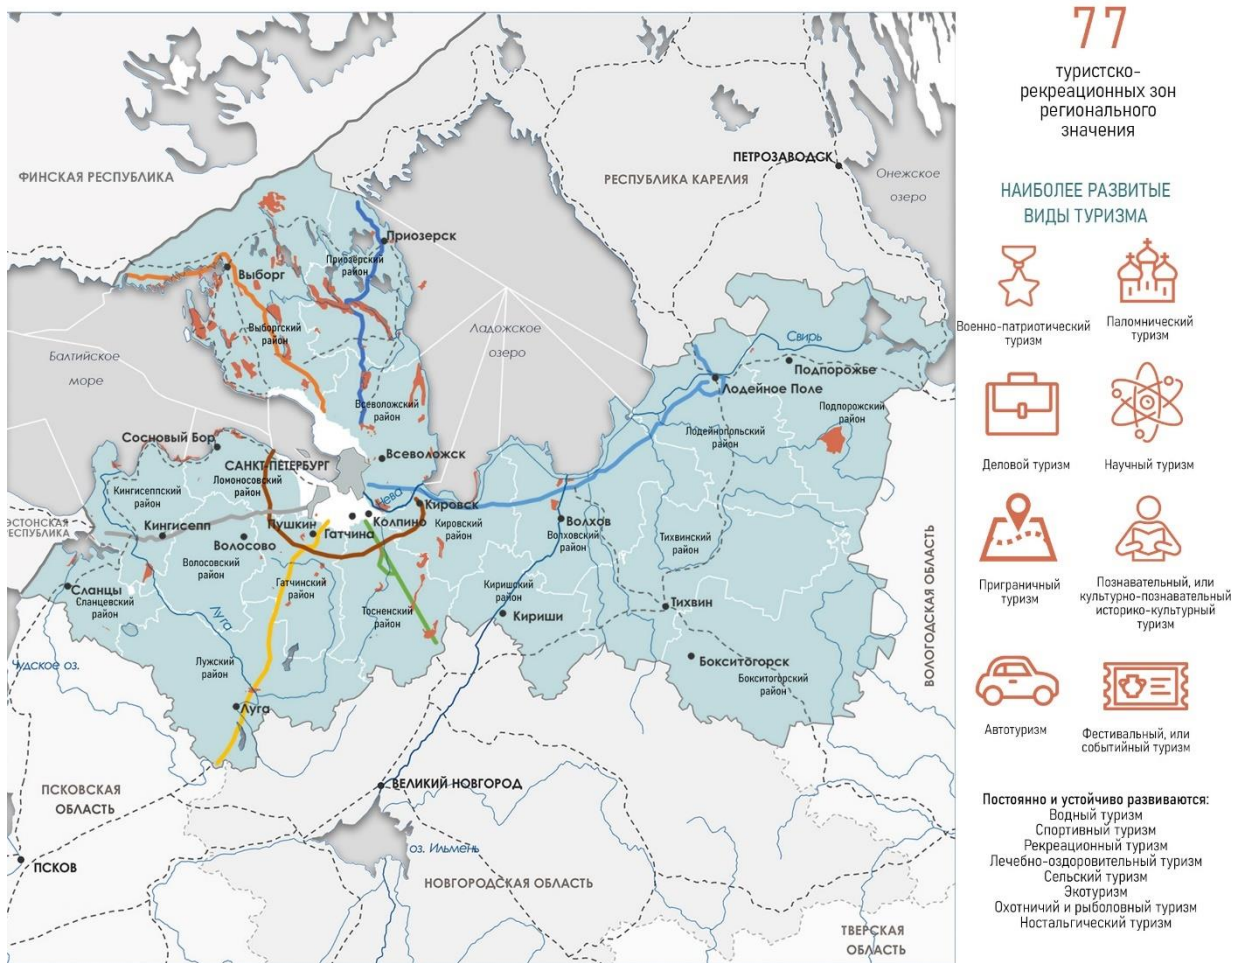 ФИНСКАЯ РЕСПУБЛИКА
ПЕТРОЗАВОДСК
РЕСПУБЛИКА КАРЕЛИЯ
Онежское
озеро
Приозерск
Приозерский
район
Выборг
Выборгский
район
Ладожское
озеро
Балтийское
море
Свирь
Подпорожье
Лодейное Поле
Подпорожский
район
Всеволожский
район
Лодейнопольский
район
Сосновый Бор
Всеволожск
САНКТ-ПЕТЕРБУРГ
Ломоносовский
район
Кингисеппский
район
Нева
Кировск
ЭСТОНСКАЯ
РЕСПУБЛИКА
Кингисепп
Пушкин
Колпино
Гатчина
Кировский
район
Волхов
Волховский
район
Волосово
Волосовский
район
Тихвинский
район
Сланцы
Сланцевский
район
Гатчинский
район
Киришский
район
Тосненский
район
Луга
Кириши
Тихвин
Чудское оз.
Лужский
район
Бокситогорск
Бокситогорский
район
Луга
ВОЛОГОДСКАЯ ОБЛАСТЬ
ПСКОВСКАЯ
ОБЛАСТЬ
ВЕЛИКИЙ НОВГОРОД
оз. Ильмень
ПСКОВ
НОВГОРОДСКАЯ ОБЛАСТЬ
ТВЕРСКАЯ
ОБЛАСТЬ
77
туристско-
рекреационных зон
регионального
значения
НАИБОЛЕЕ РАЗВИТЫЕ
ВИДЫ ТУРИЗМА
Военно-патриотический
туризм
Паломнический
туризм
Деловой туризм
Научный туризм
Приграничный
туризм
Познавательный, или
культурно-познавательный
историко-культурный
туризм
Автотуризм
Фестивальный, или
событийный туризм
Постоянно и устойчиво развиваются:
Водный туризм
Спортивный туризм
Рекреационный туризм
Лечебно-оздоровительный туризм
Сельский туризм
Экотуризм
Охотничий и рыболовный туризм
Ностальгический туризм